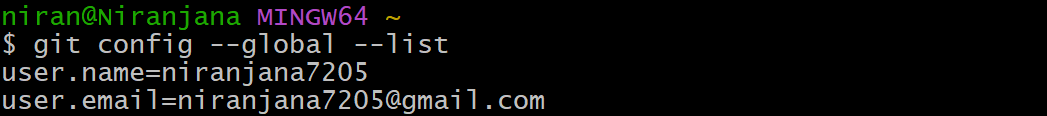 niran@Niranjana MINGW64 ~
$ git config --global --list
user.name=niranjana7205
user.email=niranjana7205@gmail.com